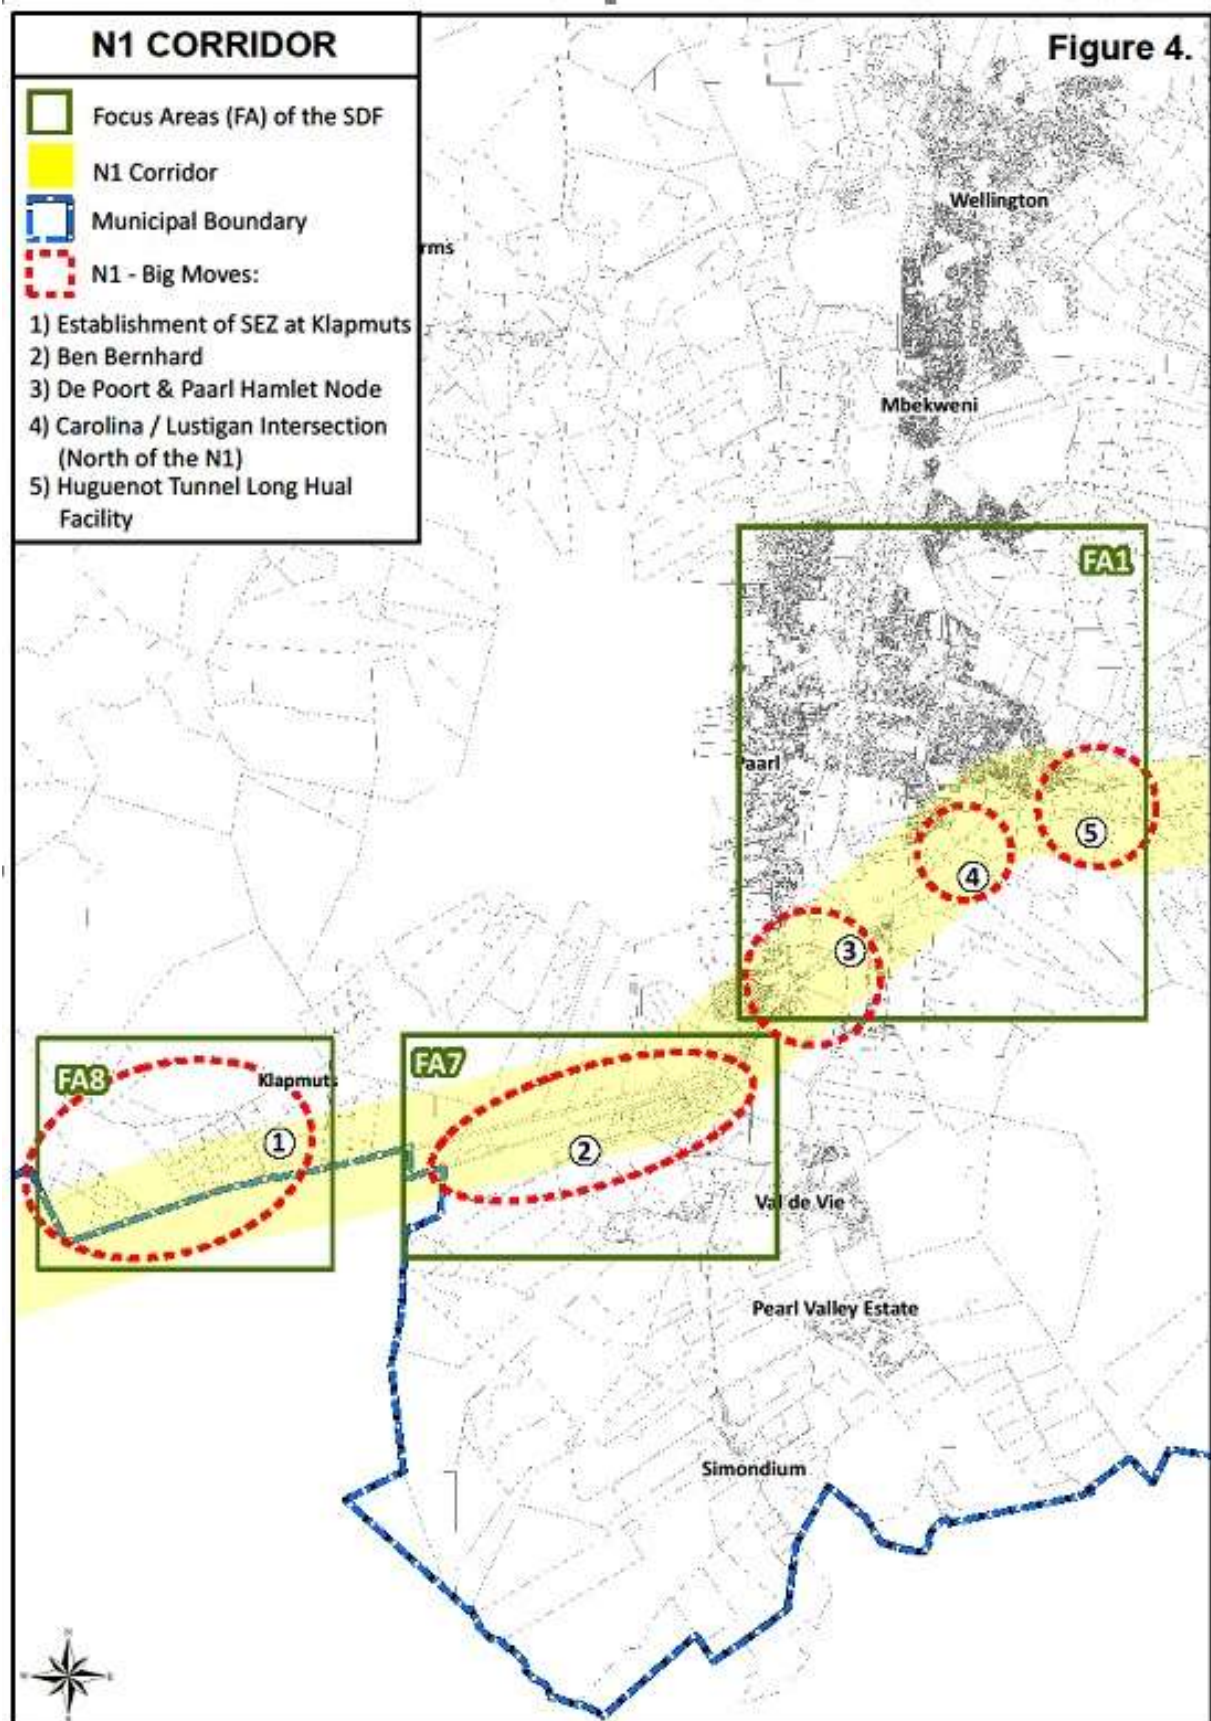 N1 CORRIDOR
Figure 4.
Focus Areas (FA) of the SDF
N1 Corridor
Municipal Boundary
N1 - Big Moves:
1) Establishment of SEZ at Klapmuts
2) Ben Bernhard
3) De Poort & Paarl Hamlet Node
4) Carolina / Lustigan Intersection
(North of the N1)
5) Huguenot Tunnel Long Hual
Facility
rms
Wellington
Mbekweni
FA1
Paarl
5
4
3
FA8
Klapmuts
FA7
1
2
Val de Vie
Pearl Valley Estate
Simondium